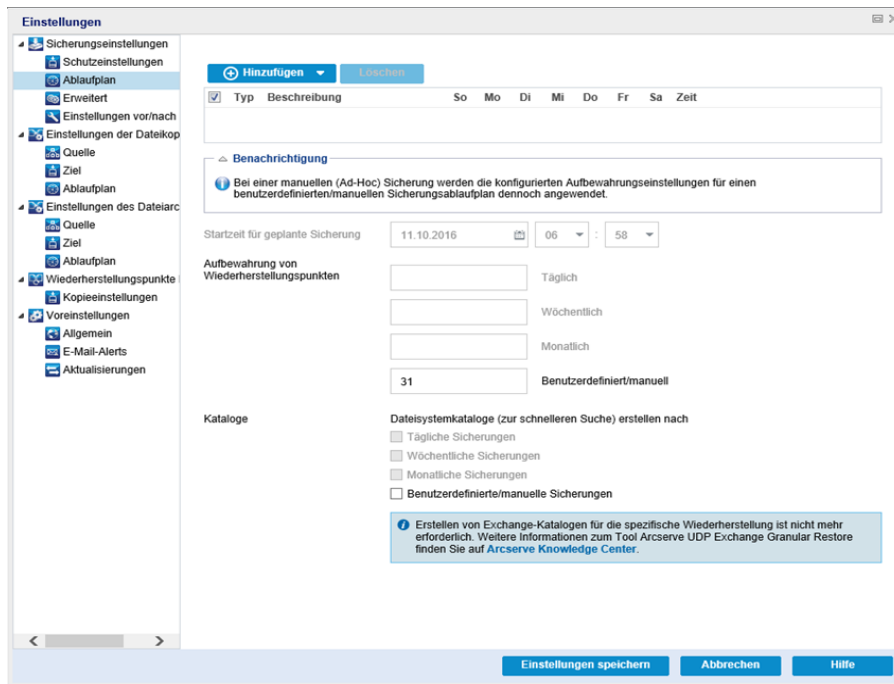 Einstellungen
Sicherungseinstellungen
Schutzeinstellungen
Ablaufplan
Erweitert
Einstellungen vor/nach
Einstellungen der Dateikop
Quelle
Ziel
Ablaufplan
Einstellungen des Dateiarc
Quelle
Ziel
Ablaufplan
Wiederherstellungspunkte
Kopieeinstellungen
Voreinstellungen
Allgemein
E-Mail-Alerts
Aktualisierungen
Hinzufügen Löschen
Typ Beschreibung So Mo Di Mi Do Fr Sa Zeit
Benachrichtigung
Bei einer manuellen (Ad-Hoc) Sicherung werden die konfigurierten Aufbewahrungseinstellungen für einen
benutzerdefinierten/manuellen Sicherungsablaufplan dennoch angewendet.
Startzeit für geplante Sicherung 11.10.2016 06 : 58
Aufbewahrung von
Wiederherstellungspunkten
Täglich
Wöchentlich
Monatlich
31 Benutzerdefiniert/manuell
Kataloge Dateisystemkataloge (zur schnelleren Suche) erstellen nach
Tägliche Sicherungen
Wöchentliche Sicherungen
Monatliche Sicherungen
Benutzerdefinierte/manuelle Sicherungen
Erstellen von Exchange-Katalogen für die spezifische Wiederherstellung ist nicht mehr
erforderlich. Weitere Informationen zum Tool Arcserve UDP Exchange Granular Restore
finden Sie auf Arcserve Knowledge Center.
Einstellungen speichern Abbrechen Hilfe